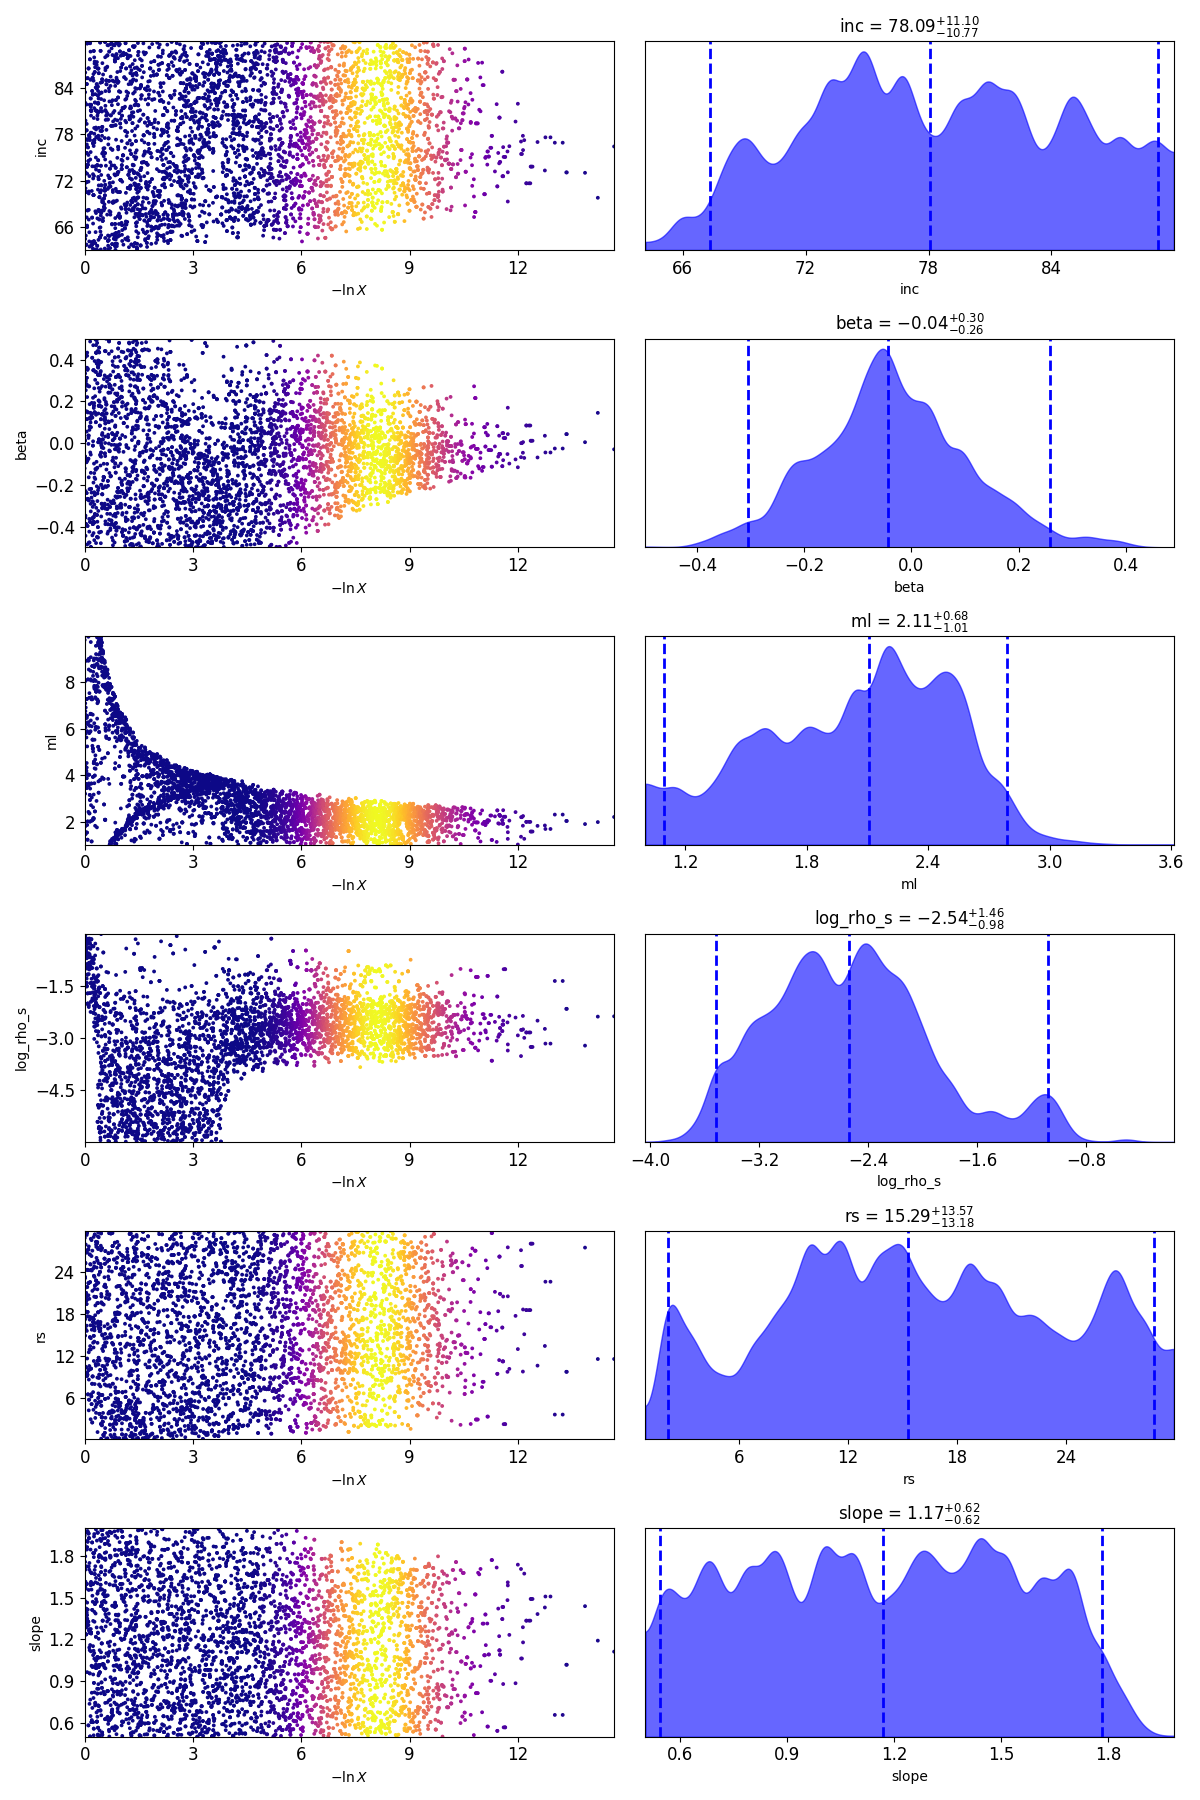 inc = 78.09+11.10−10.77
84
78
72
66
inc
0 3 6 9 12
−ln X
66 72 78 84
inc
beta = −0.04+0.30−0.26
0.4
0.2
0.0
−0.2
−0.4
beta
0 3 6 9 12
−ln X
−0.4 −0.2 0.0 0.2 0.4
beta
ml = 2.11+0.68−1.01
8
6
4
2
ml
0 3 6 9 12
−ln X
1.2 1.8 2.4 3.0 3.6
ml
log_rho_s = −2.54+1.46−0.98
−1.5
−3.0
−4.5
log_rho_s
0 3 6 9 12
−ln X
−4.0 −3.2 −2.4 −1.6 −0.8
log_rho_s
rs = 15.29+13.57−13.18
24
18
12
6
rs
0 3 6 9 12
−ln X
6 12 18 24
rs
slope = 1.17+0.62−0.62
1.8
1.5
1.2
0.9
0.6
slope
0 3 6 9 12
−ln X
0.6 0.9 1.2 1.5 1.8
slope